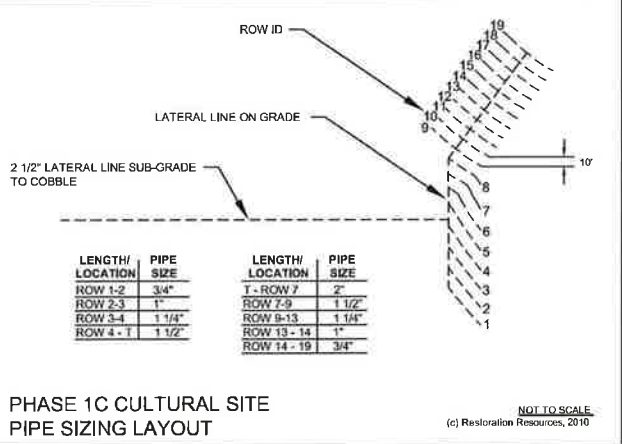 ROW ID
19
18
17
16
15
14
13
12
11
10
9
LATERAL LINE ON GRADE
10'
2 1/2" LATERAL LINE SUB-GRADE
TO COBBLE
8
7
6
5
4
3
2
1
LENGTH/ PIPE
LOCATION SIZE
ROW 1-2 3/4"
ROW 2-3 1"
ROW 3-4 1 1/4"
ROW 4 - T 1 1/2"
LENGTH/ PIPE
LOCATION SIZE
T - ROW 7 2"
ROW 7-9 1 1/2"
ROW 9-13 1 1/4"
ROW 13 - 14 1"
ROW 14 - 19 3/4"
PHASE 1C CULTURAL SITE
PIPE SIZING LAYOUT
NOT TO SCALE
(c) Restoration Resources, 2010